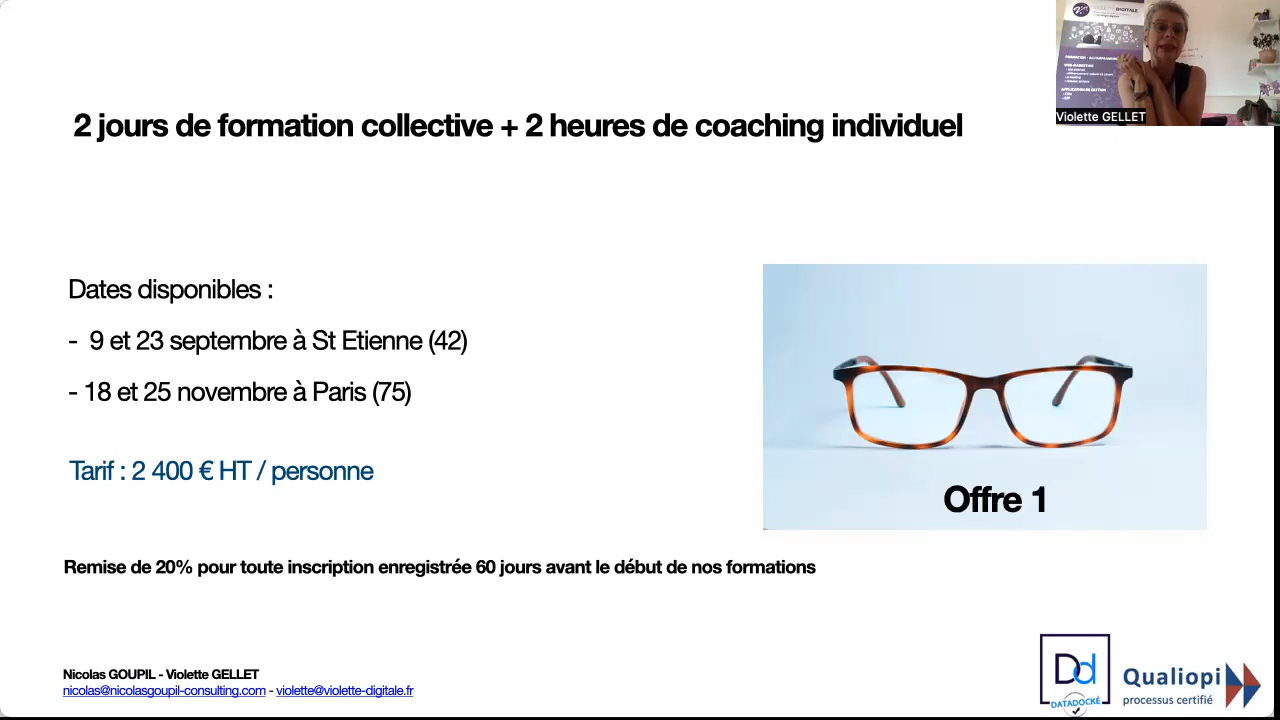 2 jours de formation collective + 2 heures de coaching individuel
VIOLETTE DIGITALE
Violette GELLET
Dates disponibles :
- 9 et 23 septembre à St Etienne (42)
- 18 et 25 novembre à Paris (75)
Tarif : 2 400 € HT / personne
Offre 1
Remise de 20% pour toute inscription enregistrée 60 jours avant le début de nos formations
Nicolas GOUPIL - Violette GELLET
nicolas@nicolasgoupil-consulting.com - violette@violette-digitale.fr
Dd
DATADOCKÉ
Qualiopi
processus certifié